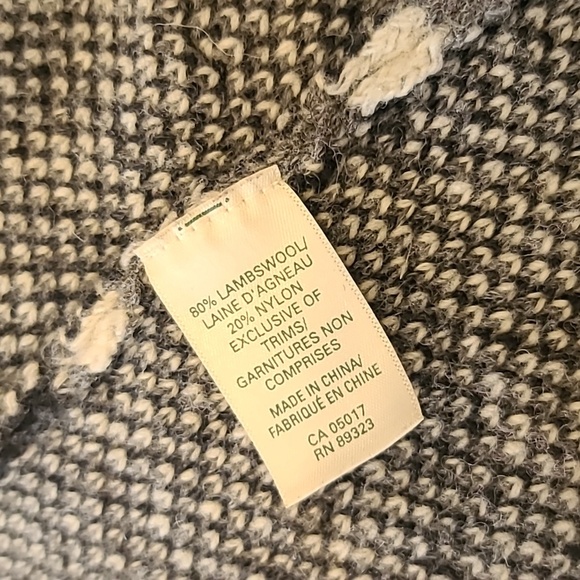 80% LAMBSWOOL/
LAINE D'AGNEAU
20% NYLON
EXCLUSIVE OF
TRIMS/
GARNITURES NON
COMPRISES
MADE IN CHINA/
FABRIQUÉ EN CHINE
CA 05017
RN 89323